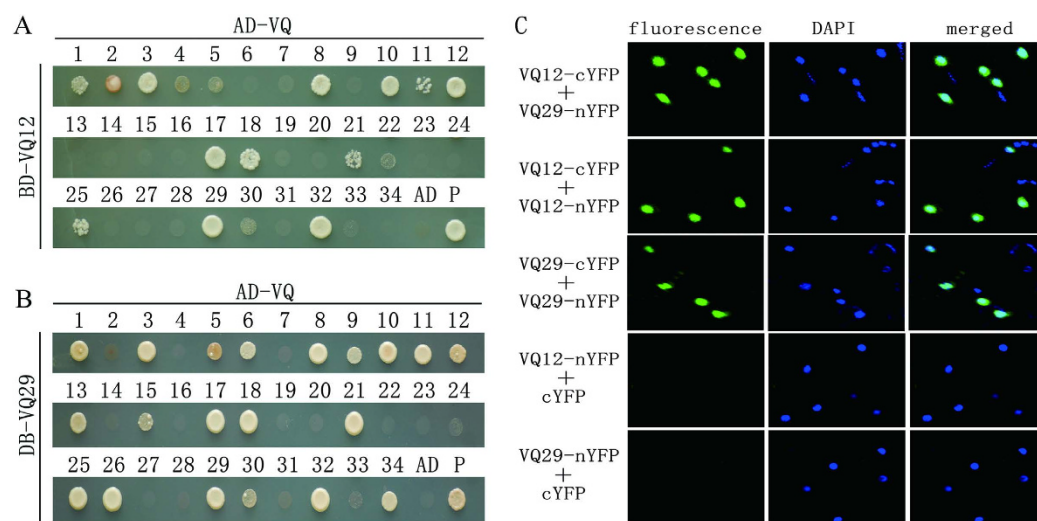 A
AD-VQ
1 2 3 4 5 6 7 8 9 10 11 12
13 14 15 16 17 18 19 20 21 22 23 24
25 26 27 28 29 30 31 32 33 34 AD P
BD-VQ12
B
AD-VQ
1 2 3 4 5 6 7 8 9 10 11 12
13 14 15 16 17 18 19 20 21 22 23 24
25 26 27 28 29 30 31 32 33 34 AD P
DB-VQ29
C
fluorescence DAPI merged
VQ12-cYFP
+
VQ29-nYFP
VQ12-cYFP
+
VQ12-nYFP
VQ29-cYFP
+
VQ29-nYFP
VQ12-nYFP
+
cYFP
VQ29-nYFP
+
cYFP